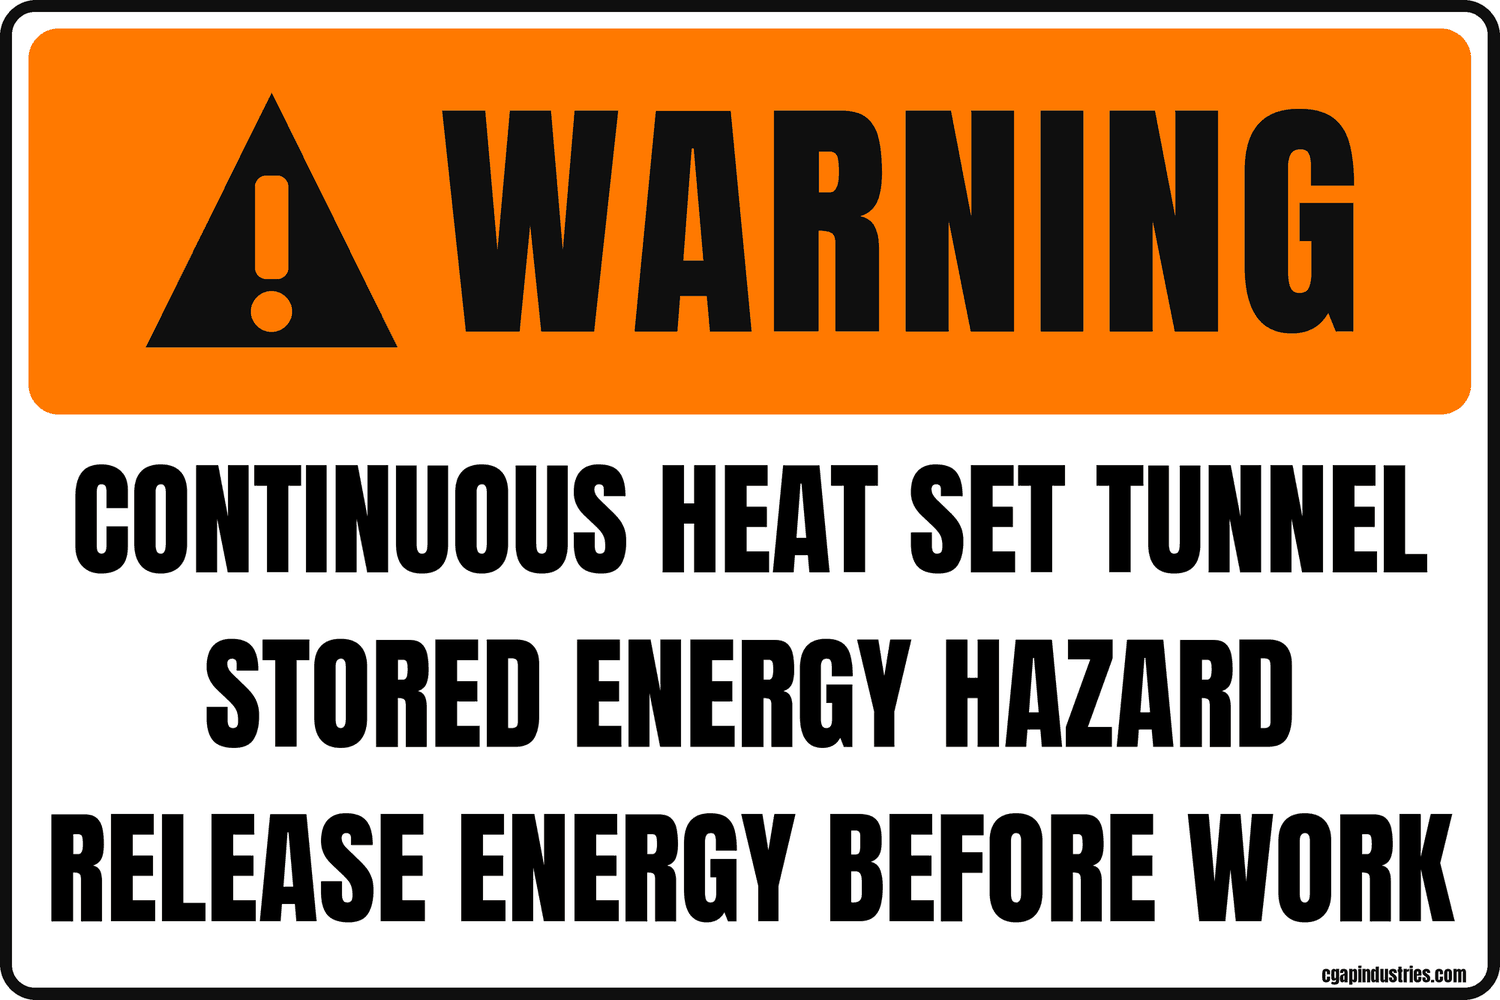 WARNING
CONTINUOUS HEAT SET TUNNEL
STORED ENERGY HAZARD
RELEASE ENERGY BEFORE WORK
cgapindustries.com